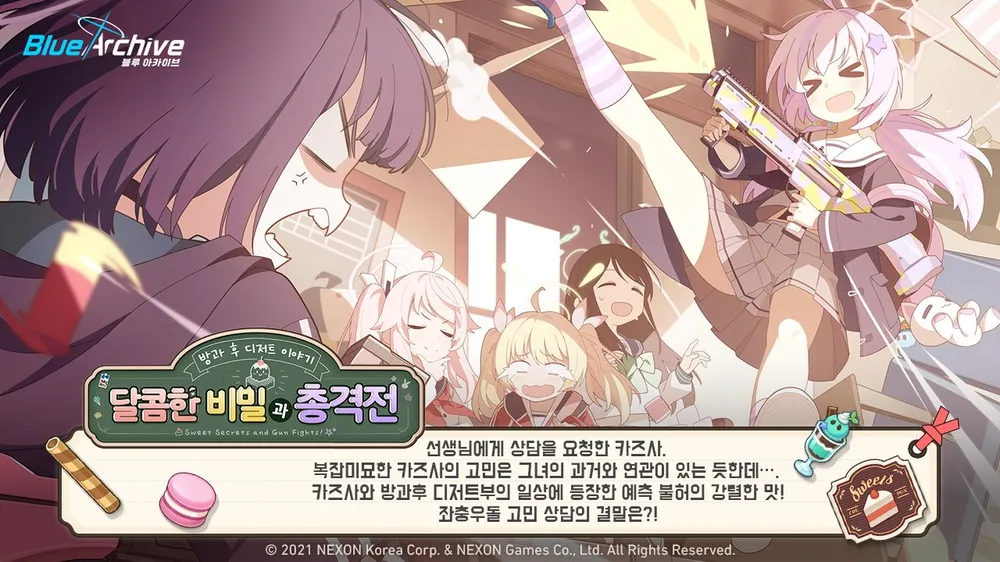 Blue Archive
블루 아카이브
방과 후 디저트 이야기
달콤한 비밀과 총격전
Sweet Secrets and Gun Fights!
선생님에게 상담을 요청한 카즈사.
복잡미묘한 카즈사의 고민은 그녀의 과거와 연관이 있는 듯한데….
카즈사와 방과후 디저트부의 일상에 등장한 예측 불허의 강렬한 맛!
좌충우돌 고민 상담의 결말은?!
Sweets
© 2021 NEXON Korea Corp. & NEXON Games Co., Ltd. All Rights Reserved.